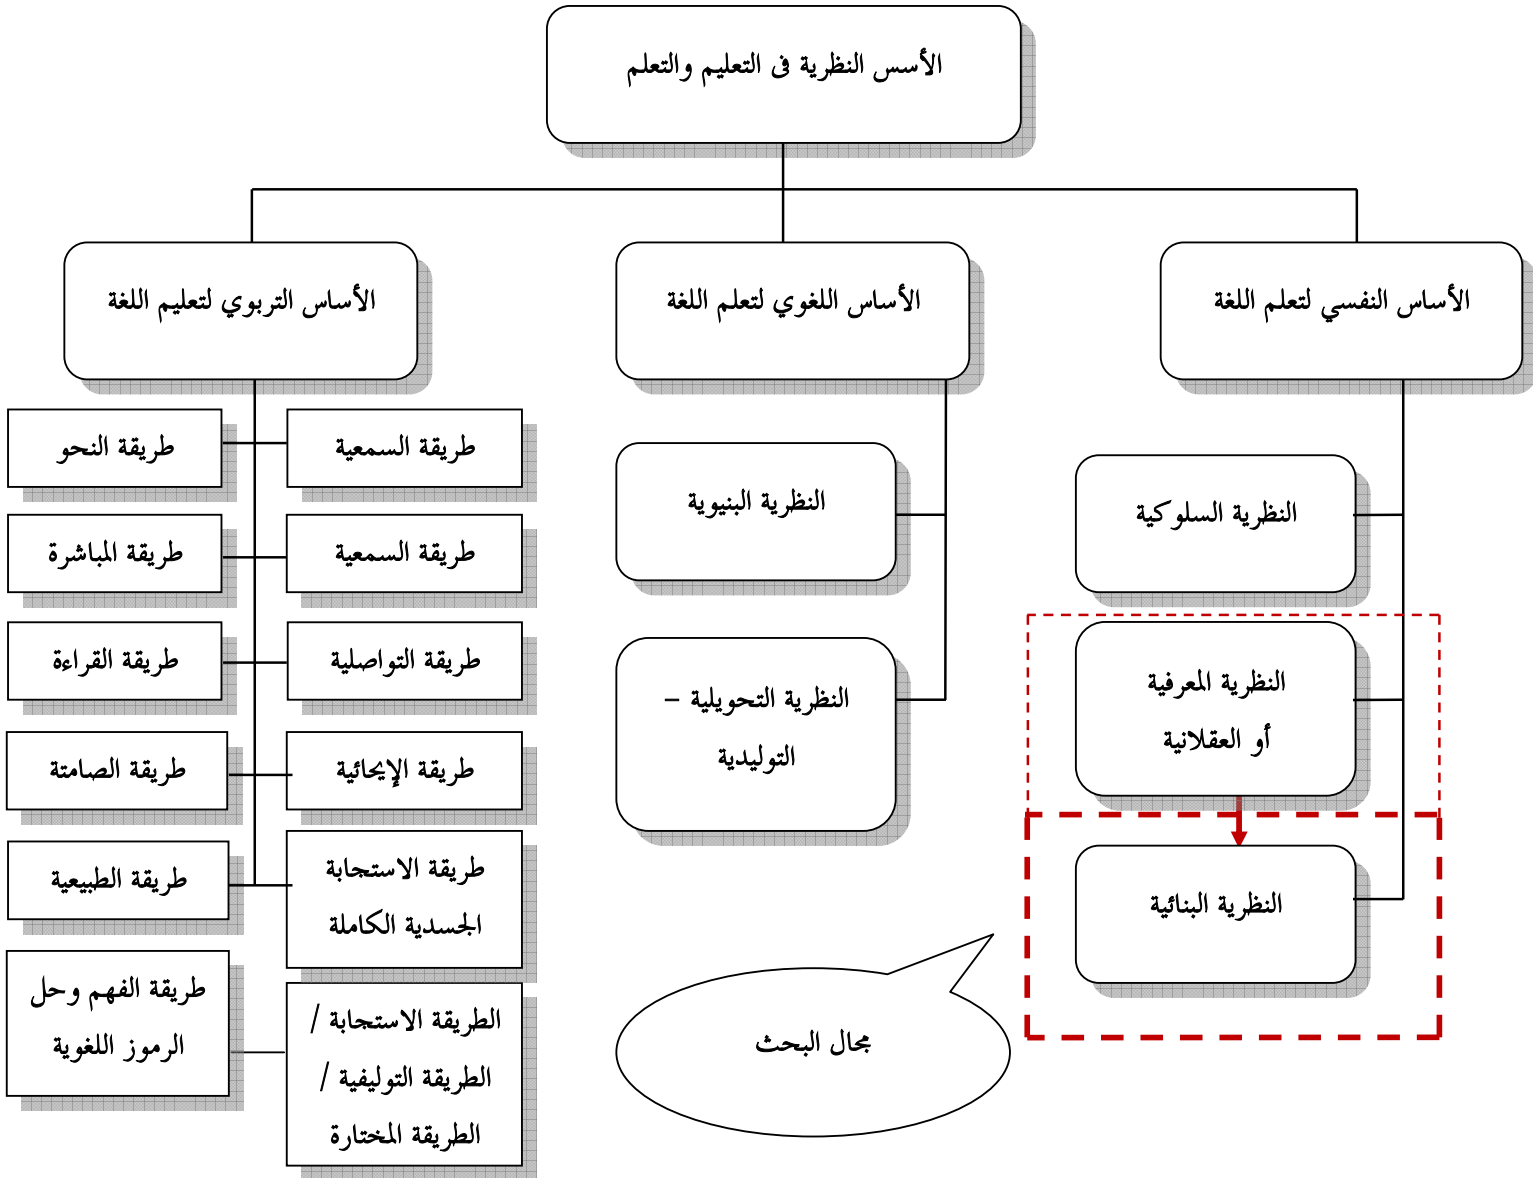 الأسس النظرية فى التعليم والتعلم
الأساس النفسي لتعلم اللغة
الأساس اللغوي لتعلم اللغة
الأساس التربوي لتعليم اللغة
النظرية السلوكية
النظرية المعرفية
أو العقلانية
النظرية البنائية
النظرية البنيوية
النظرية التحويلية –
التوليدية
مجال البحث
طريقة السمعية
طريقة النحو
طريقة السمعية
طريقة المباشرة
طريقة التواصلية
طريقة القراءة
طريقة الإيحائية
طريقة الصامتة
طريقة الاستجابة
الجسدية الكاملة
طريقة الطبيعية
طريقة الفهم وحل
الرموز اللغوية
الطريقة الاستجابة /
الطريقة التوليفية /
الطريقة المختارة